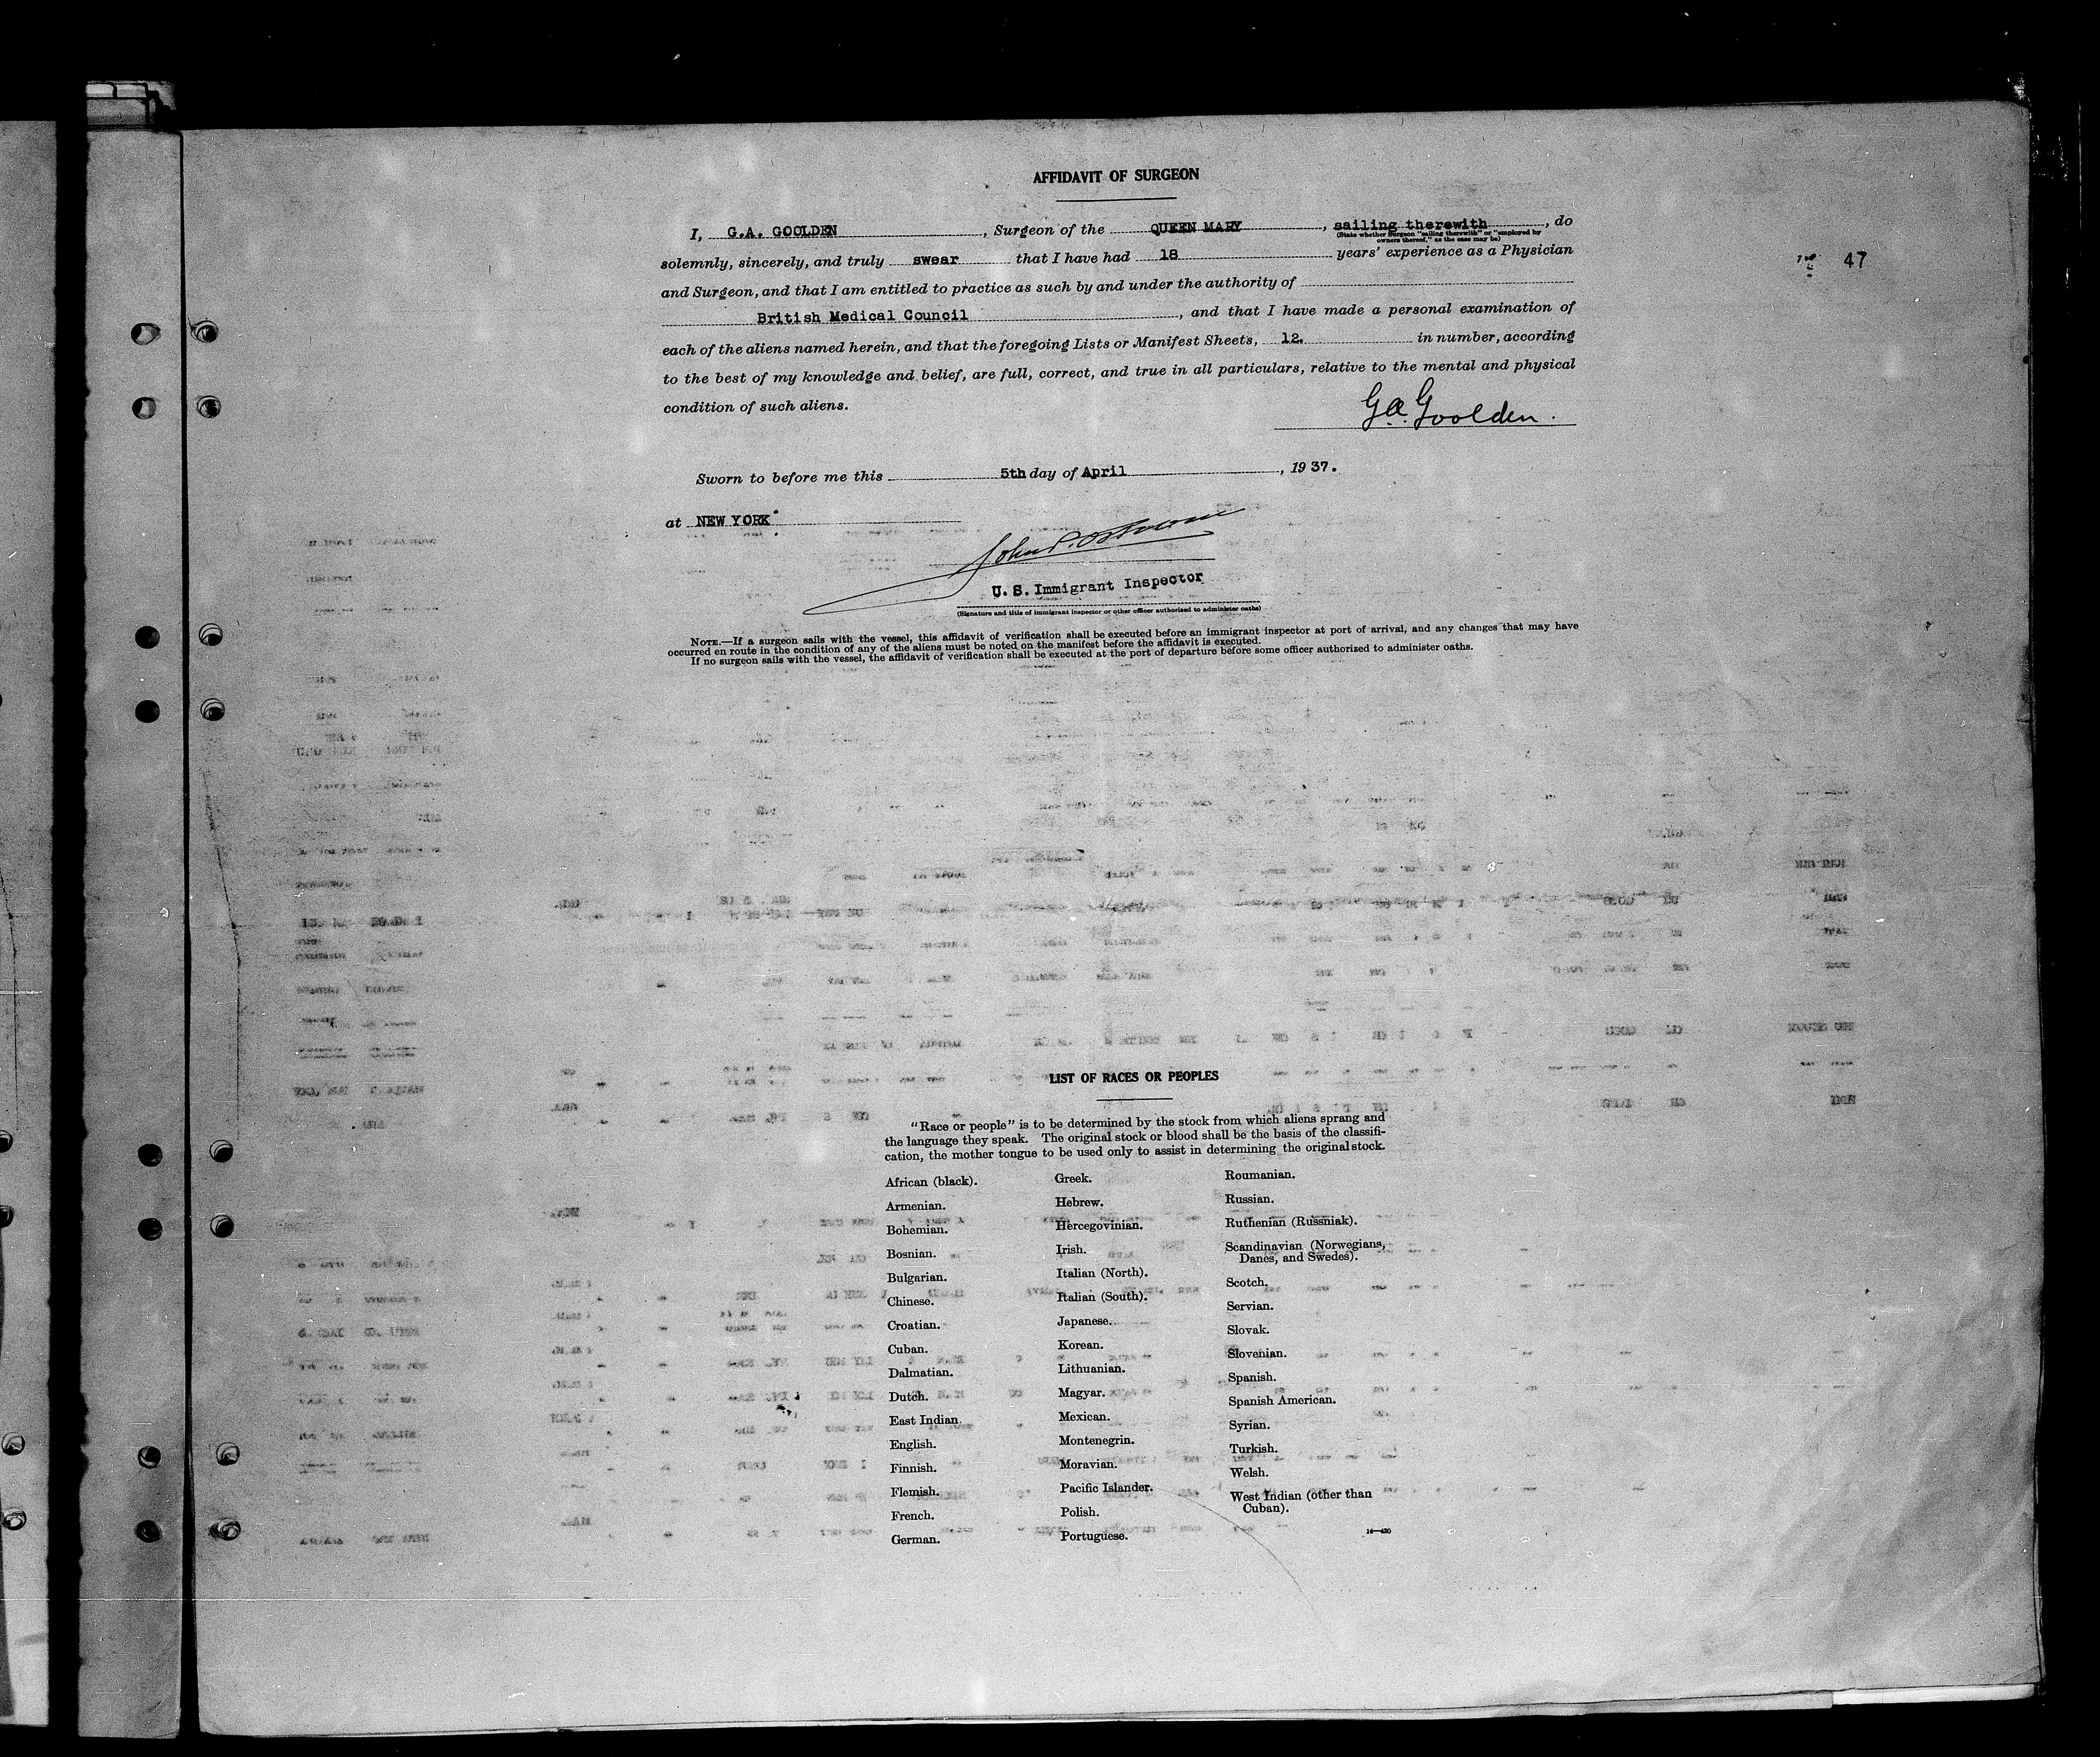 AFFIDAVIT OF SURGEON
I, G.A. GOOLDEN, Surgeon of the QUEEN MARY, sailing therewith, do
(State whether Surgeon "sailing therewith" or "employed by
owners thereof," as the case may be)
solemnly, sincerely, and truly swear that I have had 18 years' experience as a Physician
and Surgeon, and that I am entitled to practice as such by and under the authority of
British Medical Council, and that I have made a personal examination of
each of the aliens named herein, and that the foregoing Lists or Manifest Sheets, 12. in number, according
to the best of my knowledge and belief, are full, correct, and true in all particulars, relative to the mental and physical
condition of such aliens.
47
G.A. Goolden.
Sworn to before me this 5th day of April, 1937.
at NEW YORK
U. S. Immigrant Inspector
(Signature and title of immigrant inspector or other officer authorized to administer oaths)
NOTE.—If a surgeon sails with the vessel, this affidavit of verification shall be executed before an immigrant inspector at port of arrival, and any changes that may have
occurred en route in the condition of any of the aliens must be noted on the manifest before the affidavit is executed.
If no surgeon sails with the vessel, the affidavit of verification shall be executed at the port of departure before some officer authorized to administer oaths.
LIST OF RACES OR PEOPLES
"Race or people" is to be determined by the stock from which aliens sprang and
the language they speak. The original stock or blood shall be the basis of the classifi-
cation, the mother tongue to be used only to assist in determining the original stock.
African (black).
Armenian.
Bohemian.
Bosnian.
Bulgarian.
Chinese.
Croatian.
Cuban.
Dalmatian.
Dutch.
East Indian.
English.
Finnish.
Flemish.
French.
German.
Greek.
Hebrew.
Hercegovinian.
Irish.
Italian (North).
Italian (South).
Japanese.
Korean.
Lithuanian.
Magyar.
Mexican.
Montenegrin.
Moravian.
Pacific Islander.
Polish.
Portuguese.
Roumanian.
Russian.
Ruthenian (Russniak).
Scandinavian (Norwegians,
Danes, and Swedes).
Scotch.
Servian.
Slovak.
Slovenian.
Spanish.
Spanish American.
Syrian.
Turkish.
Welsh.
West Indian (other than
Cuban).
14—430